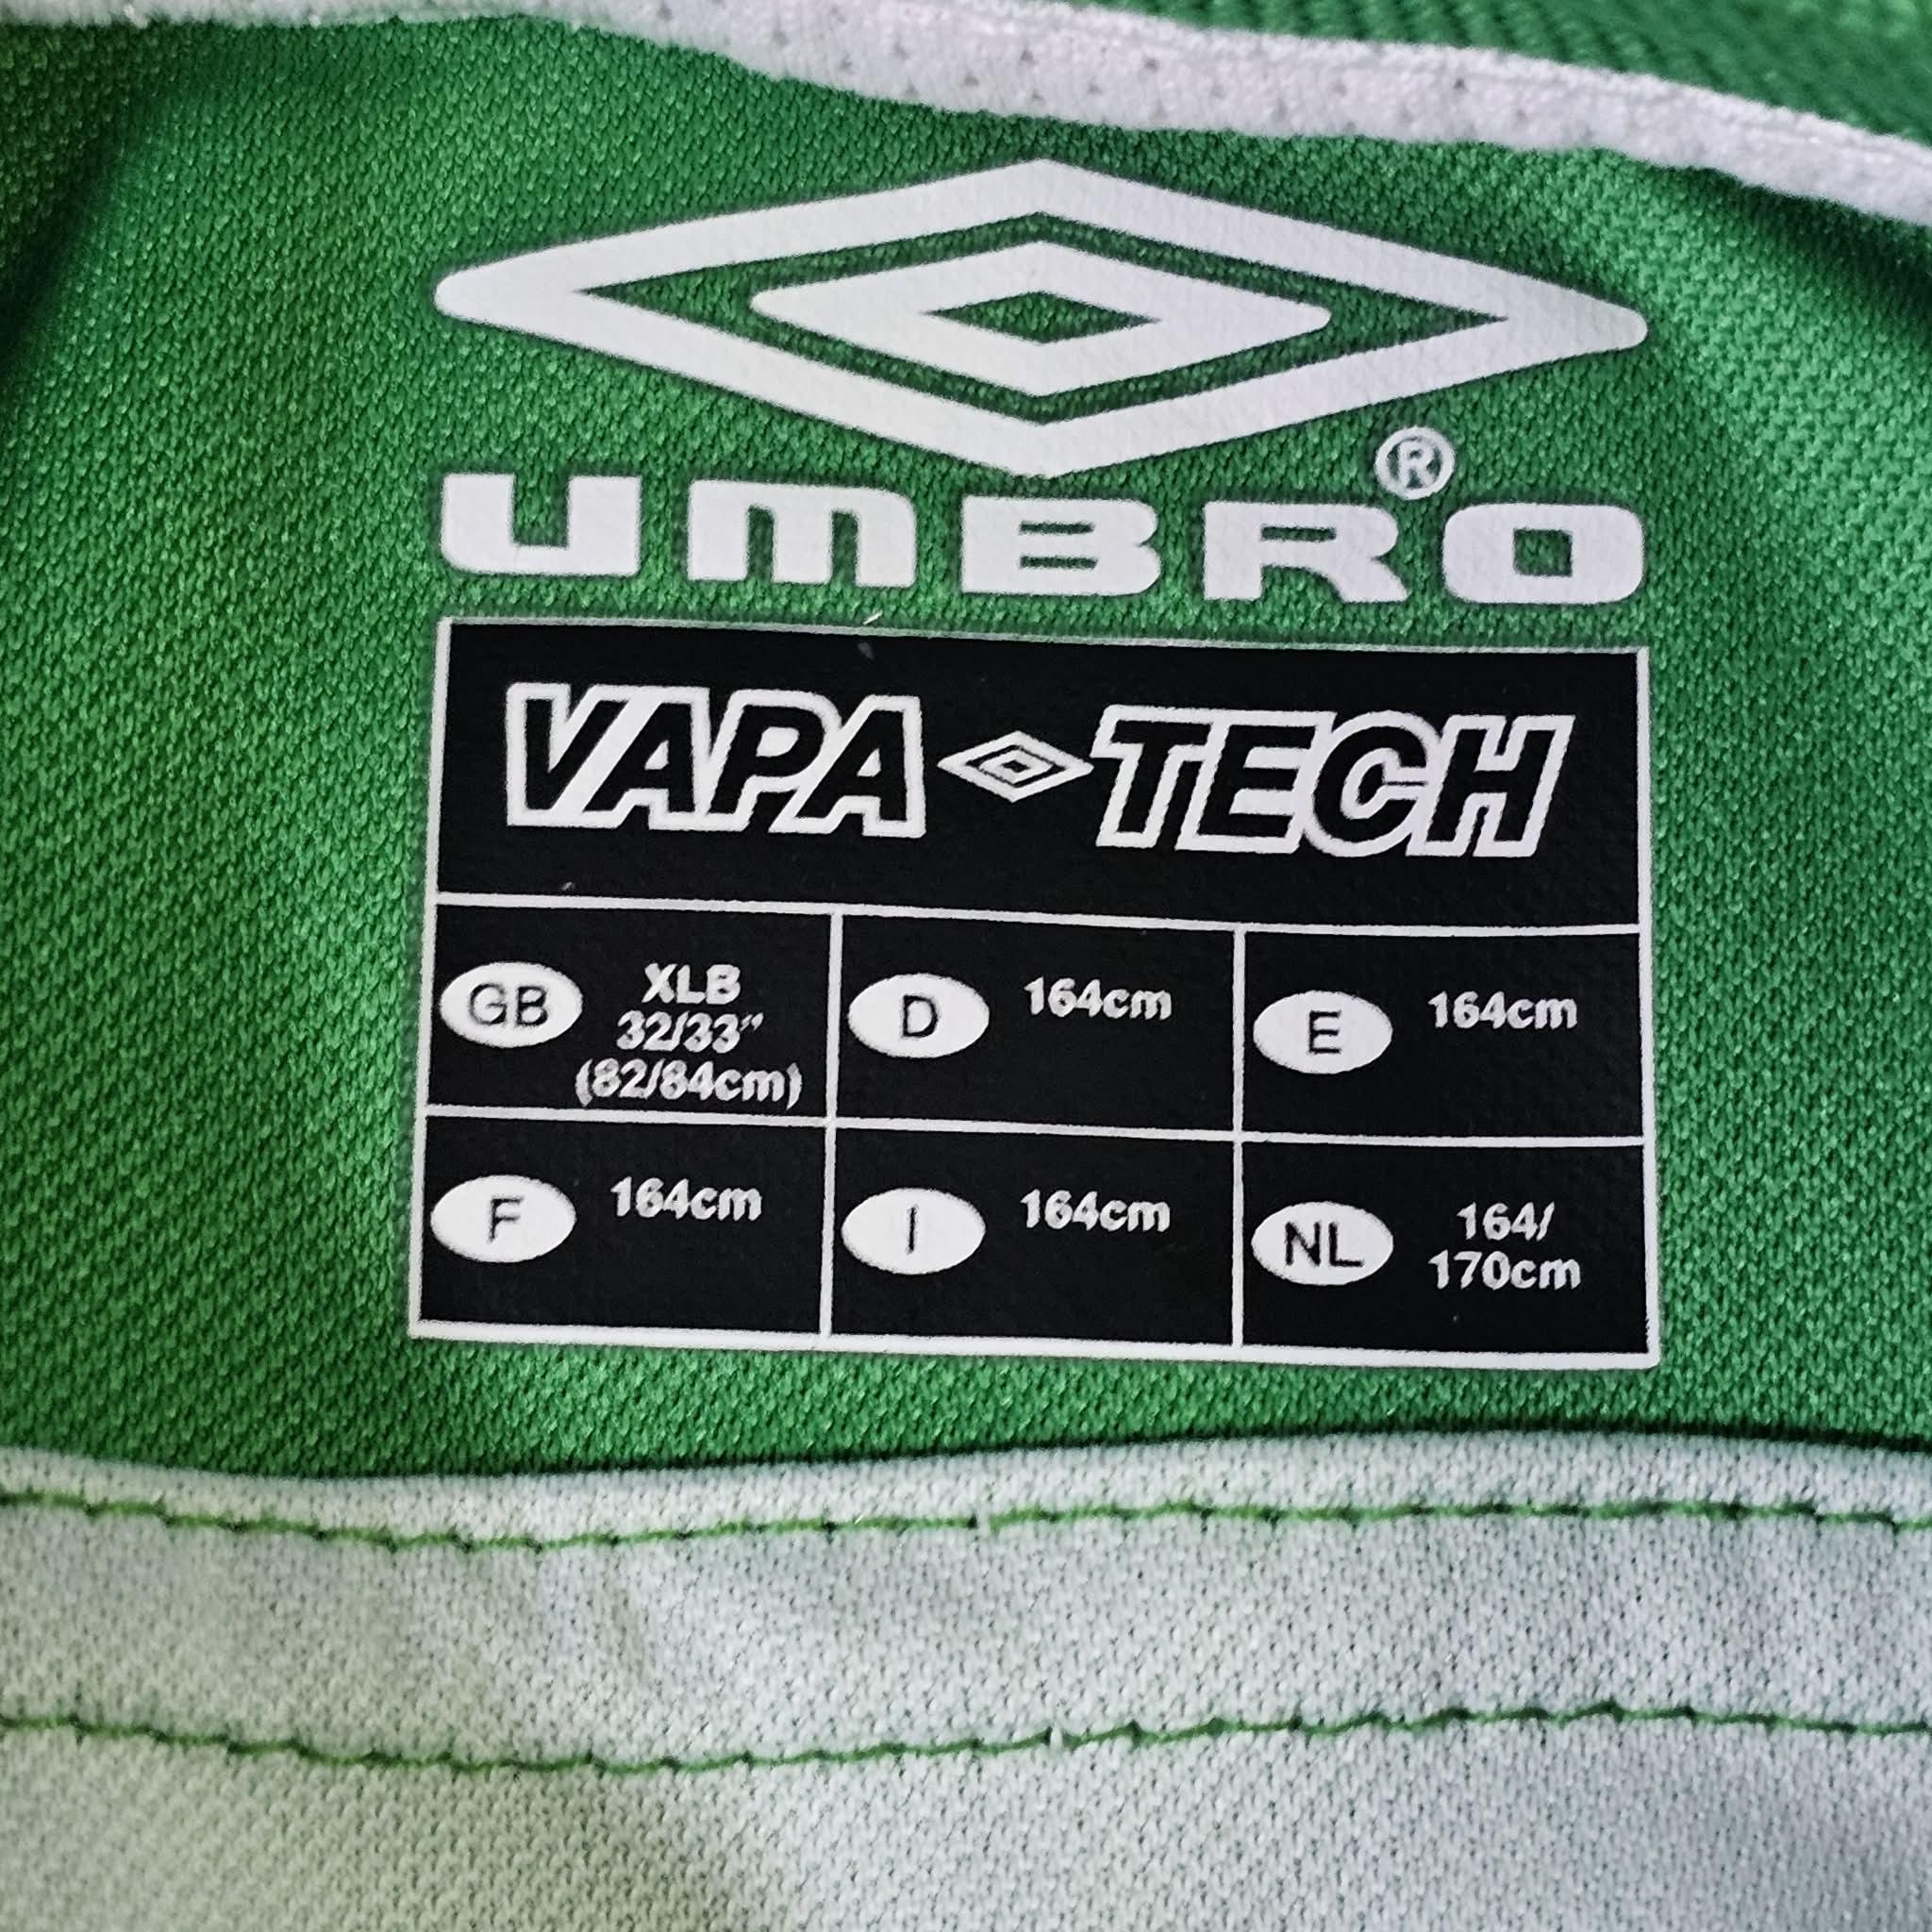 UMBRO®
VAPA TECH
GB XLB
32/33"
(82/84cm)
D 164cm
E 164cm
F 164cm
I 164cm
NL 164/
170cm